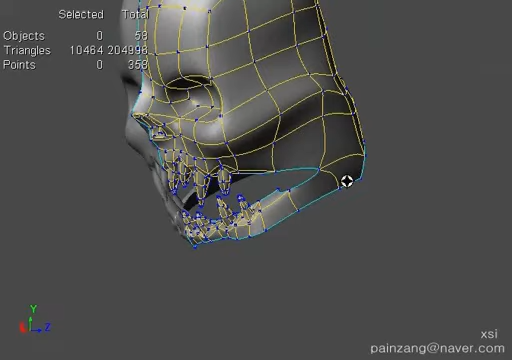 Selected Total
Objects 0 53
Triangles 10464 204996
Points 0 358
Y
Z
xsi
painzang@naver.com